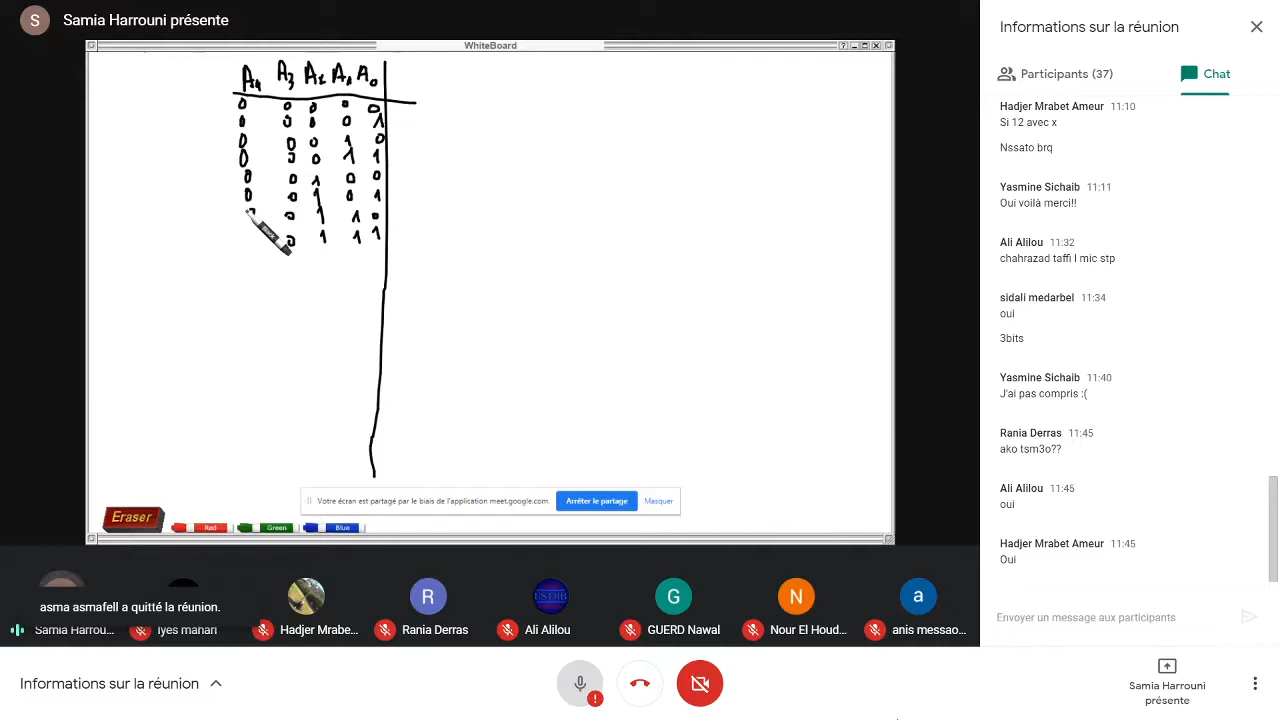 S Samia Harrouni présente
WhiteBoard
A4 A3 A2 A1 A0
0 0 0 0 0
0 0 0 0 1
0 0 0 1 0
0 0 0 1 1
0 0 1 0 0
0 0 1 0 1
0 0 1 1 0
0 1 1 1
Votre écran est partagé par le biais de l'application meet.google.com.
Arrêter le partage
Masquer
Eraser
Red
Green
Blue
asma asmafell a quitté la réunion.
Samia Harrou...
Iyes manari
Hadjer Mrabe...
R
Rania Derras
Ali Alilou
G
GUERD Nawal
N
Nour El Houd...
a
anis messao...
Informations sur la réunion
Samia Harrouni
présente
Informations sur la réunion
Participants (37)
Chat
Hadjer Mrabet Ameur 11:10
Si 12 avec x
Nssato brq
Yasmine Sichaib 11:11
Oui voilà merci!!
Ali Alilou 11:32
chahrazad taffi l mic stp
sidali medarbel 11:34
oui
3bits
Yasmine Sichaib 11:40
J'ai pas compris :(
Rania Derras 11:45
ako tsm3o??
Ali Alilou 11:45
oui
Hadjer Mrabet Ameur 11:45
Oui
Envoyer un message aux participants